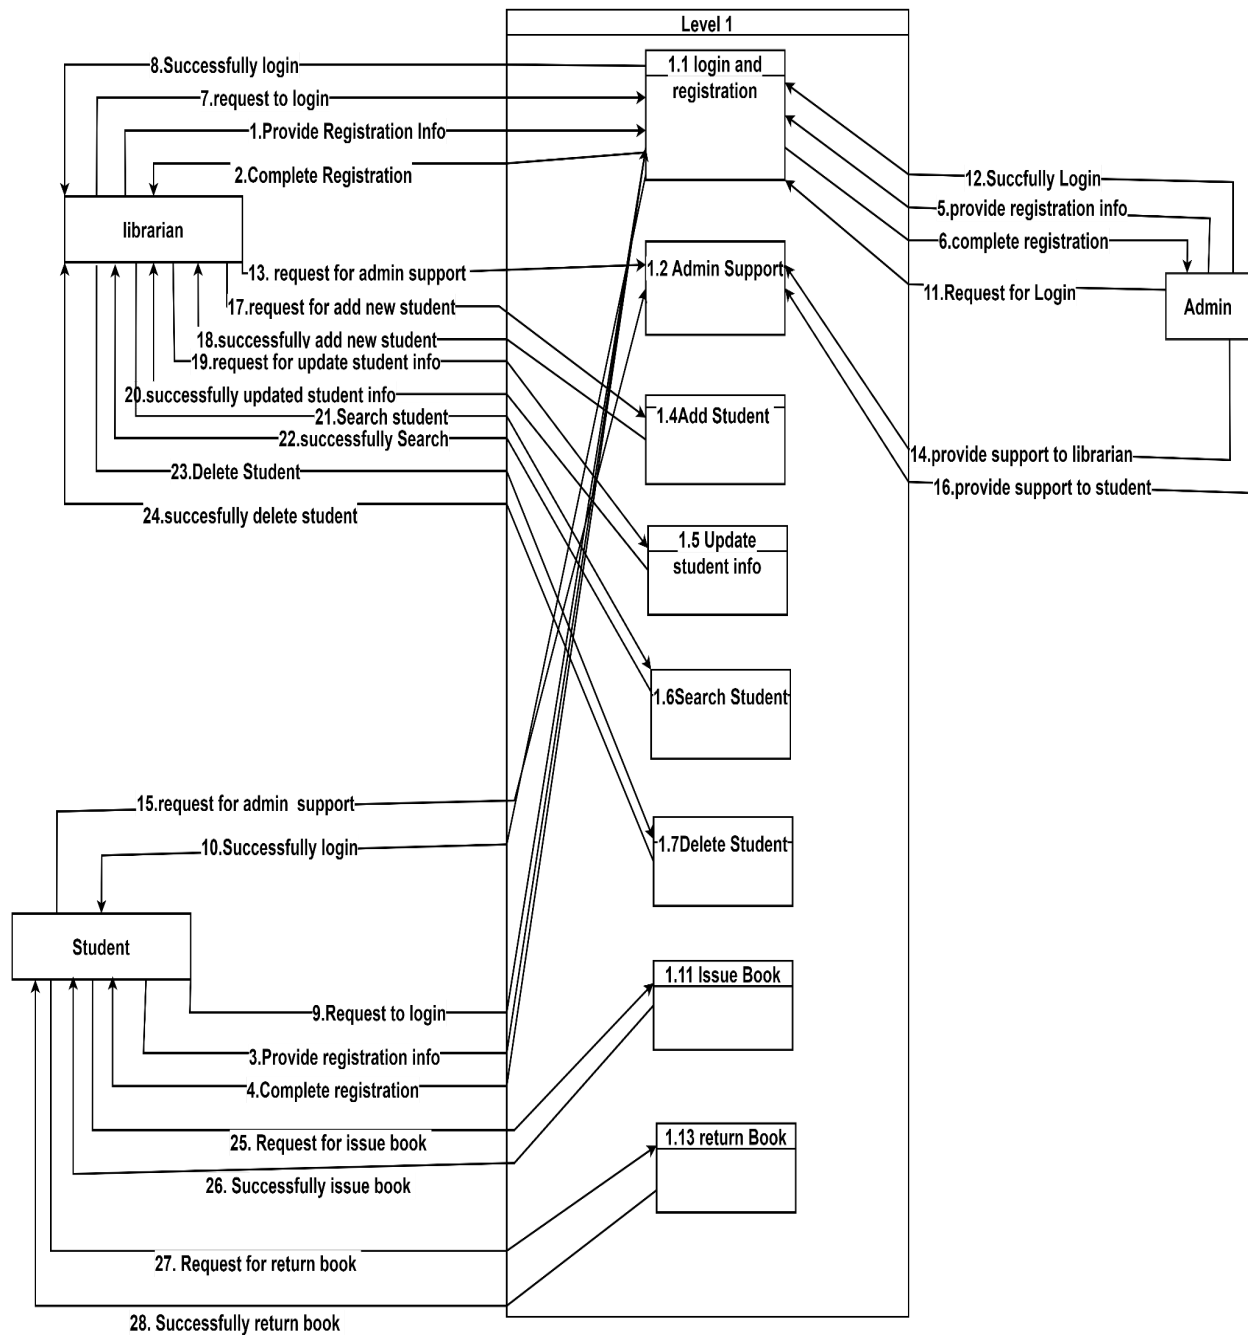 Level 1
8.Successfully login
1.1 login and
registration
7.request to login
1.Provide Registration Info
2.Complete Registration
12.Succfully Login
5.provide registration info
6.complete registration
librarian
13. request for admin support
1.2 Admin Support
11.Request for Login
Admin
17.request for add new student
18.successfully add new student
19.request for update student info
20.successfully updated student info
21.Search student
1.4Add Student
22.successfully Search
14.provide support to librarian
23.Delete Student
16.provide support to student
24.succesfully delete student
1.5 Update
student info
1.6Search Student
15.request for admin support
10.Successfully login
1.7Delete Student
Student
1.11 Issue Book
9.Request to login
3.Provide registration info
4.Complete registration
25. Request for issue book
1.13 return Book
26. Successfully issue book
27. Request for return book
28. Successfully return book